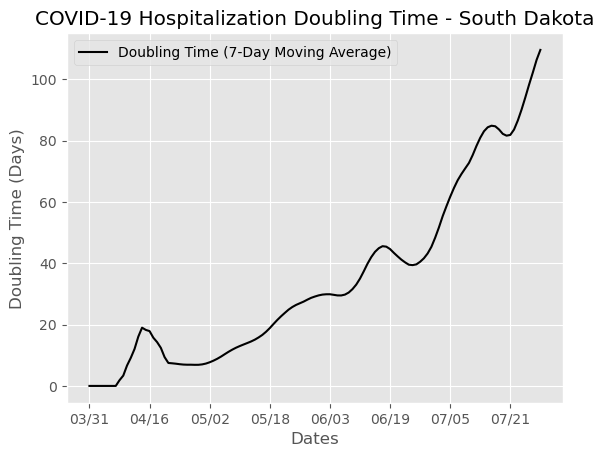 COVID-19 Hospitalization Doubling Time - South Dakota
Doubling Time (7-Day Moving Average)
Doubling Time (Days)
100
80
60
40
20
0
03/31 04/16 05/02 05/18 06/03 06/19 07/05 07/21
Dates